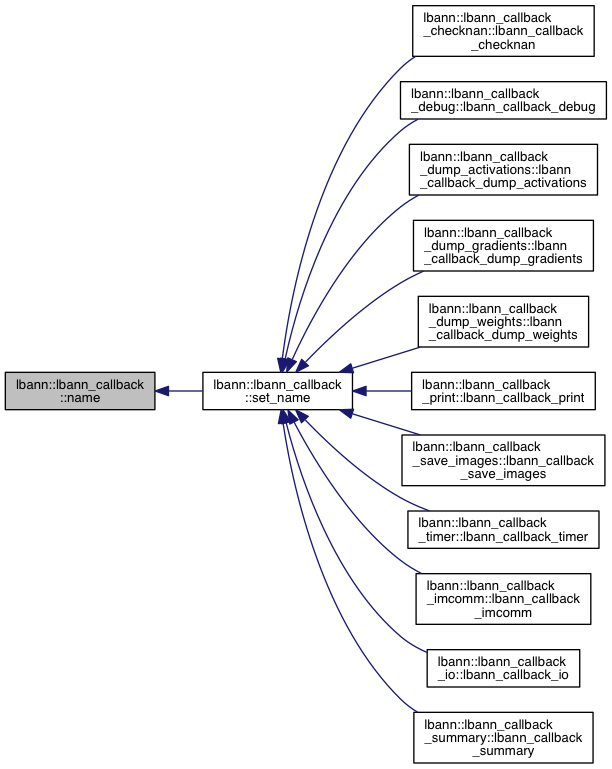 lbann::lbann_callback
_checknan::lbann_callback
_checknan
lbann::lbann_callback
_debug::lbann_callback_debug
lbann::lbann_callback
_dump_activations::lbann
_callback_dump_activations
lbann::lbann_callback
_dump_gradients::lbann
_callback_dump_gradients
lbann::lbann_callback
_dump_weights::lbann
_callback_dump_weights
lbann::lbann_callback
::name
lbann::lbann_callback
::set_name
lbann::lbann_callback
_print::lbann_callback_print
lbann::lbann_callback
_save_images::lbann_callback
_save_images
lbann::lbann_callback
_timer::lbann_callback_timer
lbann::lbann_callback
_imcomm::lbann_callback
_imcomm
lbann::lbann_callback
_io::lbann_callback_io
lbann::lbann_callback
_summary::lbann_callback
_summary